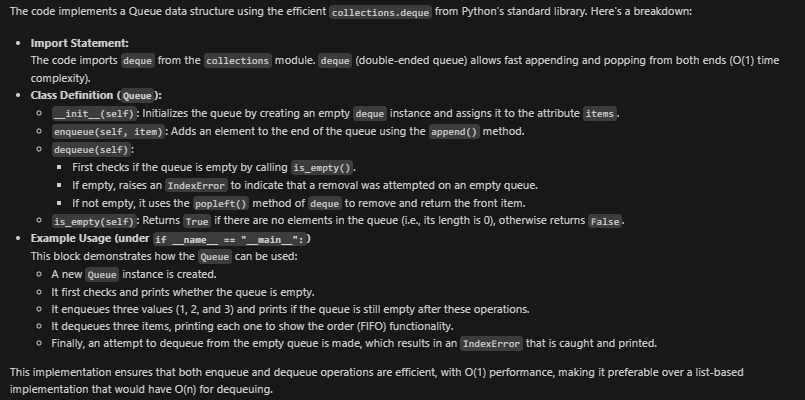 The code implements a Queue data structure using the efficient collections.deque from Python's standard library. Here's a breakdown:
• Import Statement:
The code imports deque from the collections module. deque (double-ended queue) allows fast appending and popping from both ends (O(1) time
complexity).
• Class Definition (Queue):
◦ __init__(self): Initializes the queue by creating an empty deque instance and assigns it to the attribute items.
◦ enqueue(self, item): Adds an element to the end of the queue using the append() method.
◦ dequeue(self):
▪ First checks if the queue is empty by calling is_empty().
▪ If empty, raises an IndexError to indicate that a removal was attempted on an empty queue.
▪ If not empty, it uses the popleft() method of deque to remove and return the front item.
◦ is_empty(self): Returns True if there are no elements in the queue (i.e., its length is 0), otherwise returns False.
• Example Usage (under if __name__ == "__main__":)
This block demonstrates how the Queue can be used:
◦ A new Queue instance is created.
◦ It first checks and prints whether the queue is empty.
◦ It enqueues three values (1, 2, and 3) and prints if the queue is still empty after these operations.
◦ It dequeues three items, printing each one to show the order (FIFO) functionality.
◦ Finally, an attempt to dequeue from the empty queue is made, which results in an IndexError that is caught and printed.
This implementation ensures that both enqueue and dequeue operations are efficient, with O(1) performance, making it preferable over a list-based
implementation that would have O(n) for dequeuing.